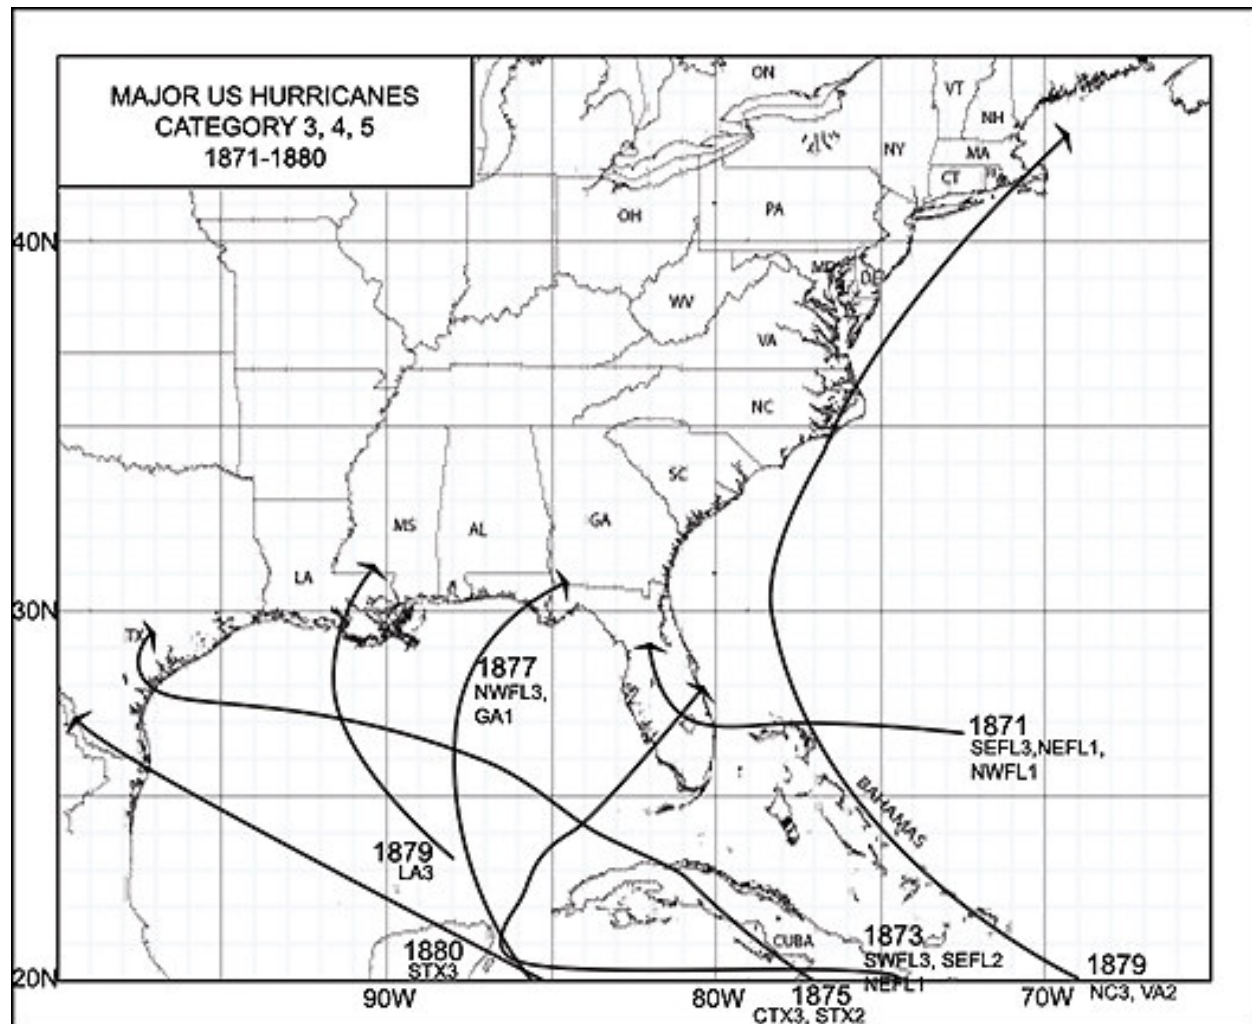 MAJOR US HURRICANES
CATEGORY 3, 4, 5
1871-1880
ON
VT
NH
NY
MA
CT
RI
PA
OH
40N
MD
DE
WV
VA
NC
SC
MS
AL
GA
LA
30N
TX
1877
NWFL3,
GA1
1871
SEFL3,NEFL1,
NWFL1
BAHAMAS
1879
LA3
1880
STX3
CUBA
1873
SWFL3, SEFL2
NEFL1
1879
NC3, VA2
20N
90W
80W
1875
CTX3, STX2
70W